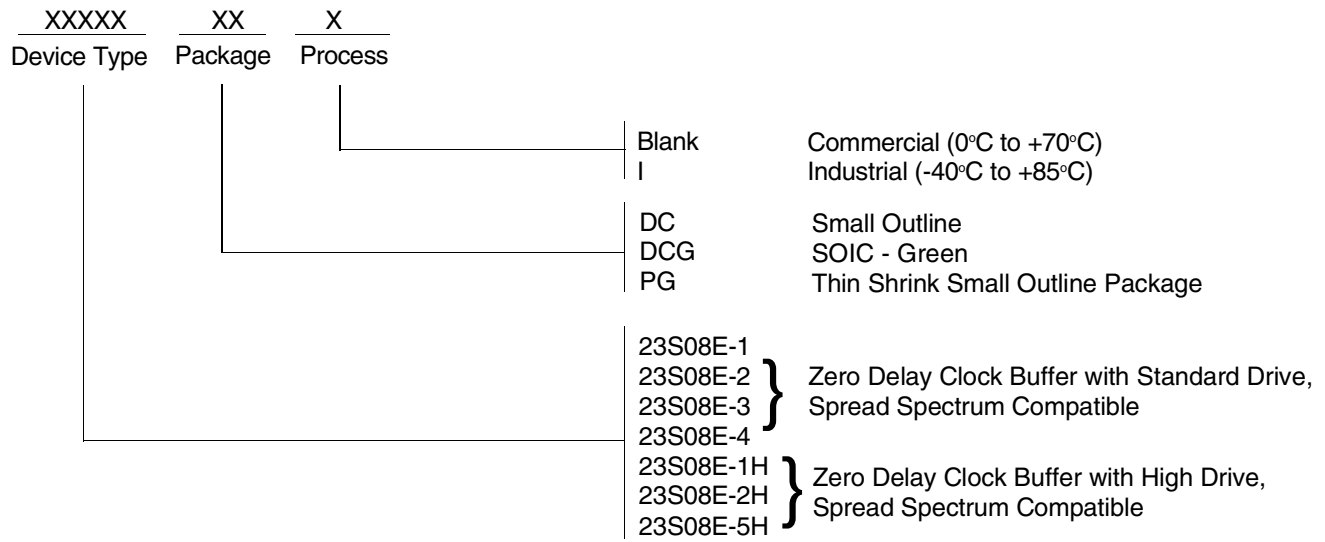 XXXXX XX X
Device Type Package Process
Blank Commercial (0°C to +70°C)
I Industrial (-40°C to +85°C)
DC Small Outline
DCG SOIC - Green
PG Thin Shrink Small Outline Package
23S08E-1
23S08E-2 } Zero Delay Clock Buffer with Standard Drive,
23S08E-3 Spread Spectrum Compatible
23S08E-4
23S08E-1H } Zero Delay Clock Buffer with High Drive,
23S08E-2H Spread Spectrum Compatible
23S08E-5H